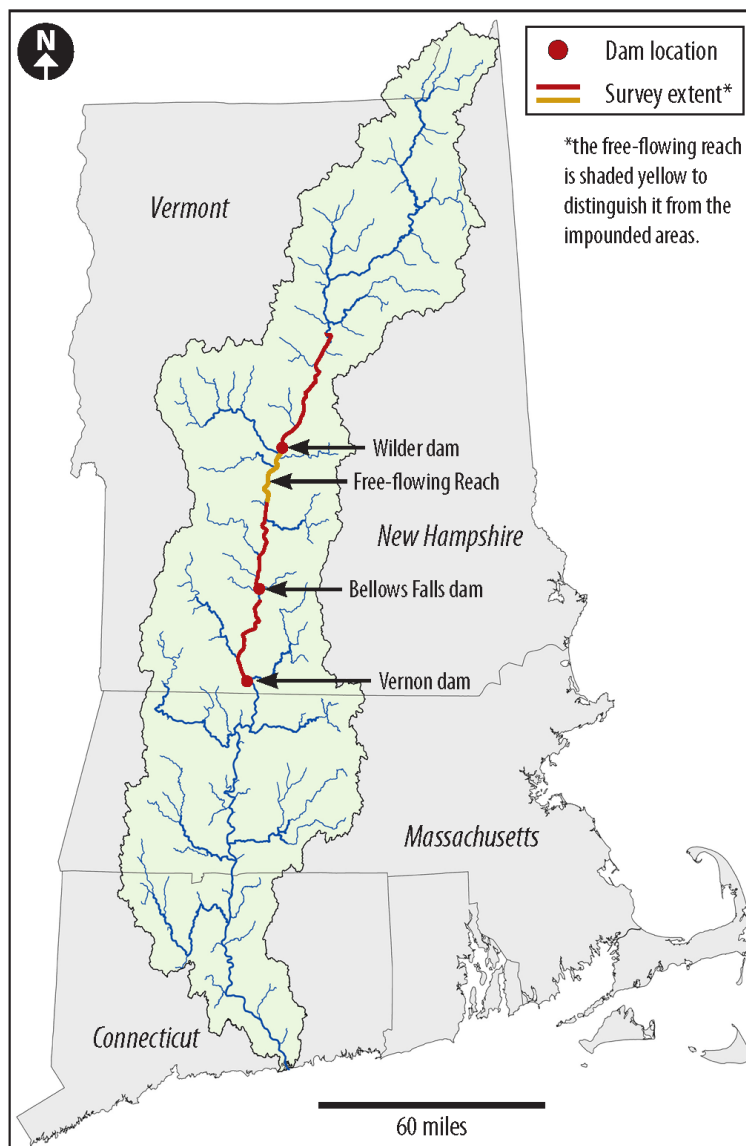 N
Dam location
Survey extent*
*the free-flowing reach
is shaded yellow to
distinguish it from the
impounded areas.
Vermont
Wilder dam
Free-flowing Reach
New Hampshire
Bellows Falls dam
Vernon dam
Massachusetts
Connecticut
60 miles